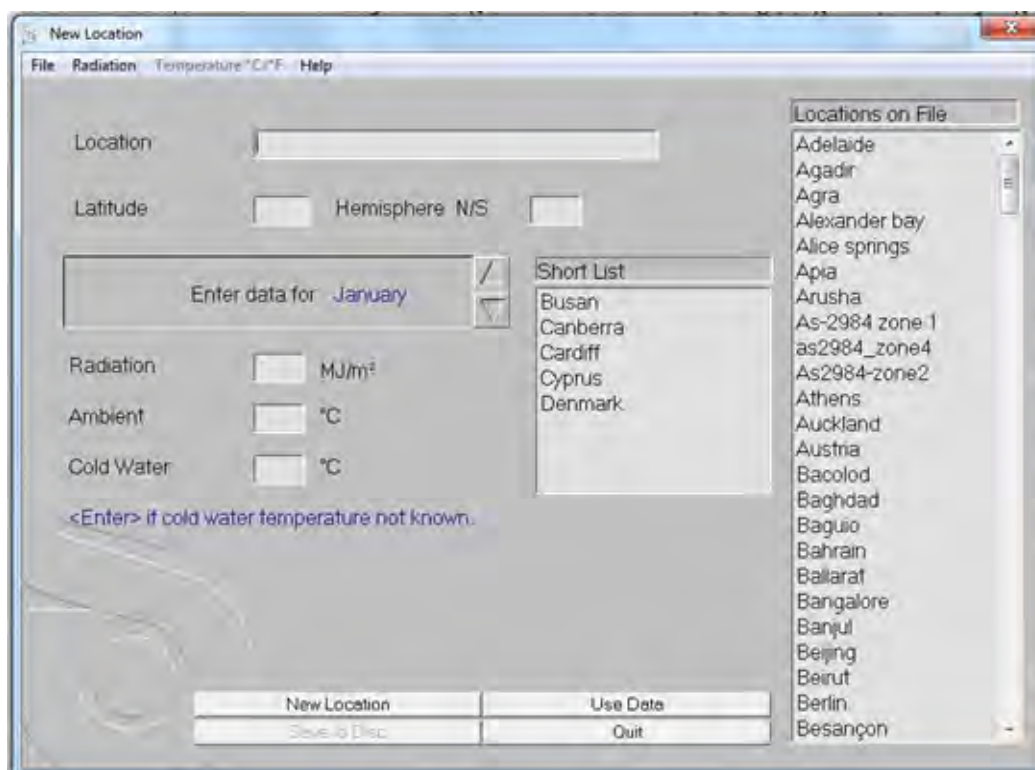 New Location
File Radiation Temperature °C/°F Help
Location
Latitude
Hemisphere N/S
Enter data for January
Radiation
MJ/m²
Ambient
°C
Cold Water
°C
<Enter> if cold water temperature not known.
Short List
Busan
Canberra
Cardiff
Cyprus
Denmark
Locations on File
Adelaide
Agadir
Agra
Alexander bay
Alice springs
Apia
Arusha
As-2984 zone 1
as2984_zone4
As2984-zone2
Athens
Auckland
Austria
Bacolod
Baghdad
Baguio
Bahrain
Ballarat
Bangalore
Banjul
Beijing
Beirut
Berlin
Besançon
New Location
Use Data
Save to Disc
Quit